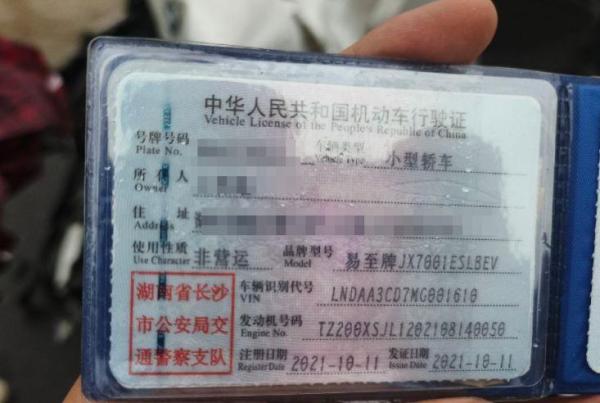 中华人民共和国机动车行驶证
Vehicle License of the People's Republic of China
号牌号码 车辆类型 小型轿车
Plate No. Vehicle Type
所有人
Owner
住 址
Address
使用性质 非营运 品牌型号 易至牌JX7001ESLBEV
Use Character Model
湖南省长沙 车辆识别代号 LNDAA3CD7MG001610
VIN
市公安局交 发动机号码 TZ200XSJL1202108140050
Engine No.
通警察支队 注册日期 2021-10-11 发证日期 2021-10-11
Register Date Issue Date